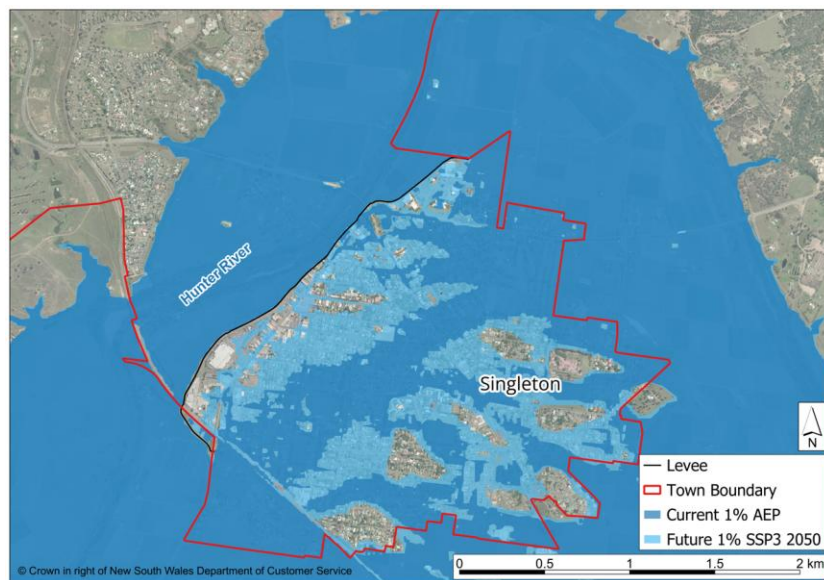 Hunter River
Singleton
N
Levee
Town Boundary
Current 1% AEP
Future 1% SSP3 2050
© Crown in right of New South Wales Department of Customer Service
0 0.5 1 1.5 2 km